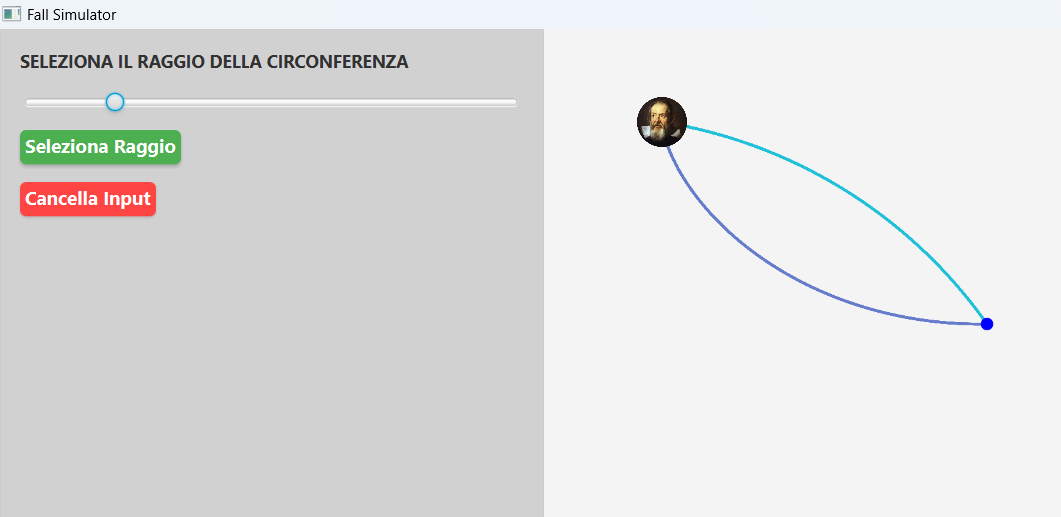 Fall Simulator
SELEZIONA IL RAGGIO DELLA CIRCONFERENZA
Seleziona Raggio
Cancella Input